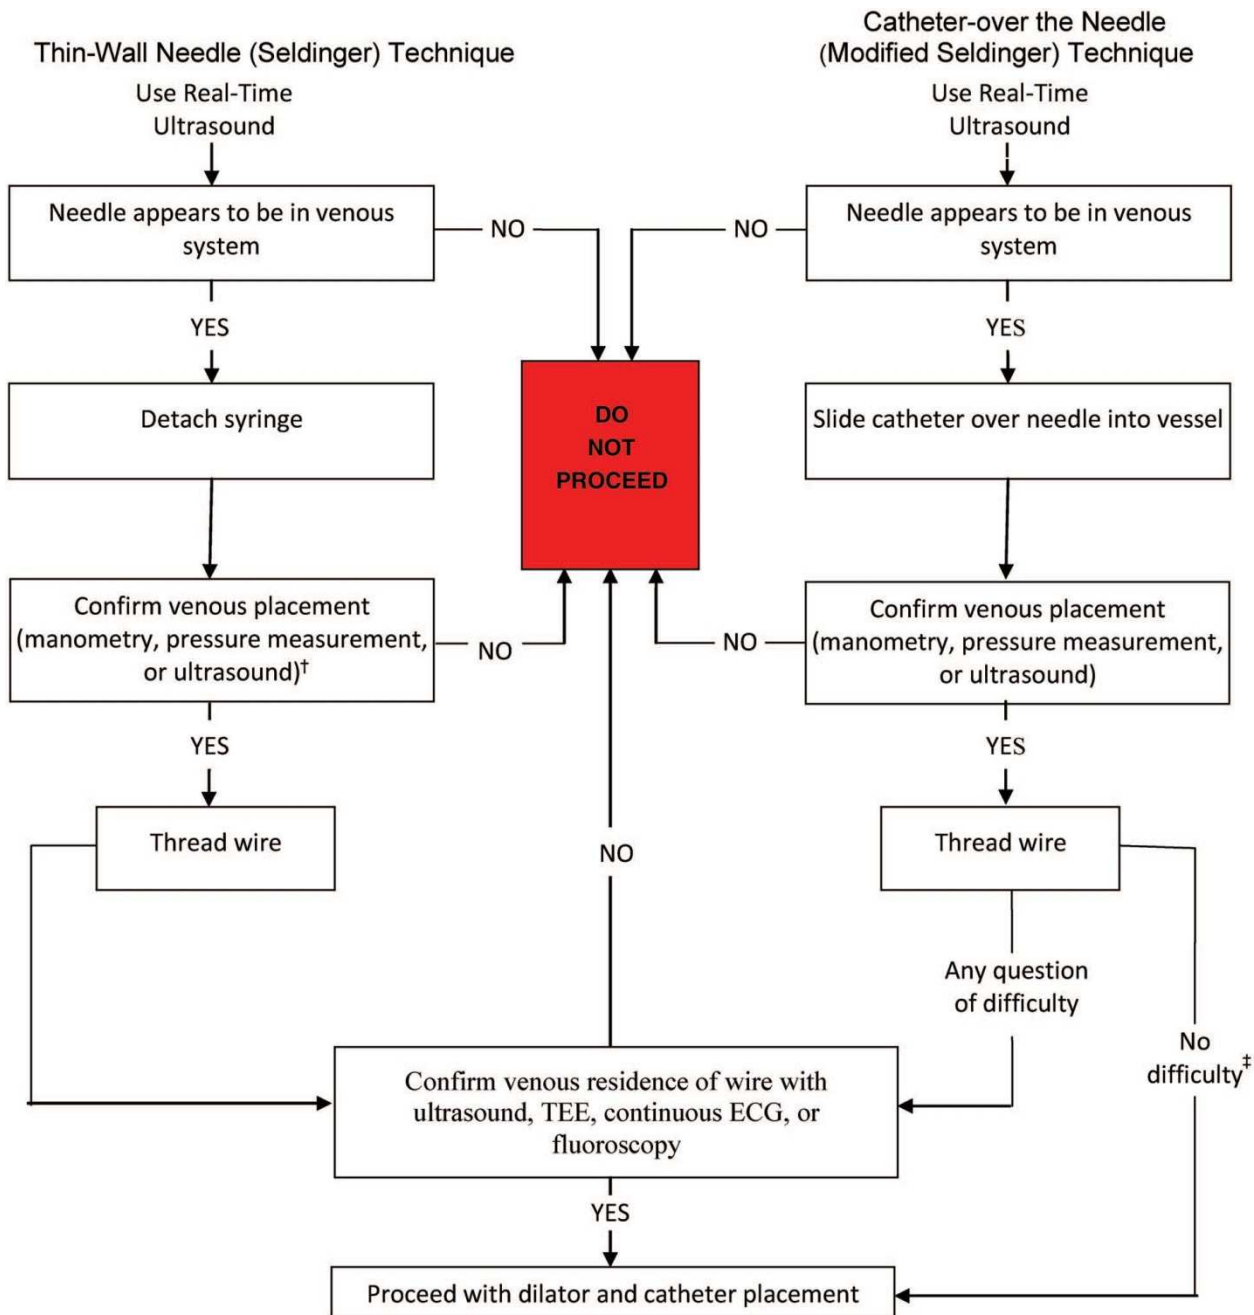 Thin-Wall Needle (Seldinger) Technique
Catheter-over the Needle
(Modified Seldinger) Technique
Use Real-Time
Ultrasound
Use Real-Time
Ultrasound
Needle appears to be in venous
system
NO
NO
Needle appears to be in venous
system
YES
YES
Detach syringe
DO
NOT
PROCEED
Slide catheter over needle into vessel
Confirm venous placement
(manometry, pressure measurement,
or ultrasound)†
NO
NO
Confirm venous placement
(manometry, pressure measurement,
or ultrasound)
YES
YES
Thread wire
NO
Thread wire
Any question
of difficulty
No
difficulty‡
Confirm venous residence of wire with
ultrasound, TEE, continuous ECG, or
fluoroscopy
YES
Proceed with dilator and catheter placement